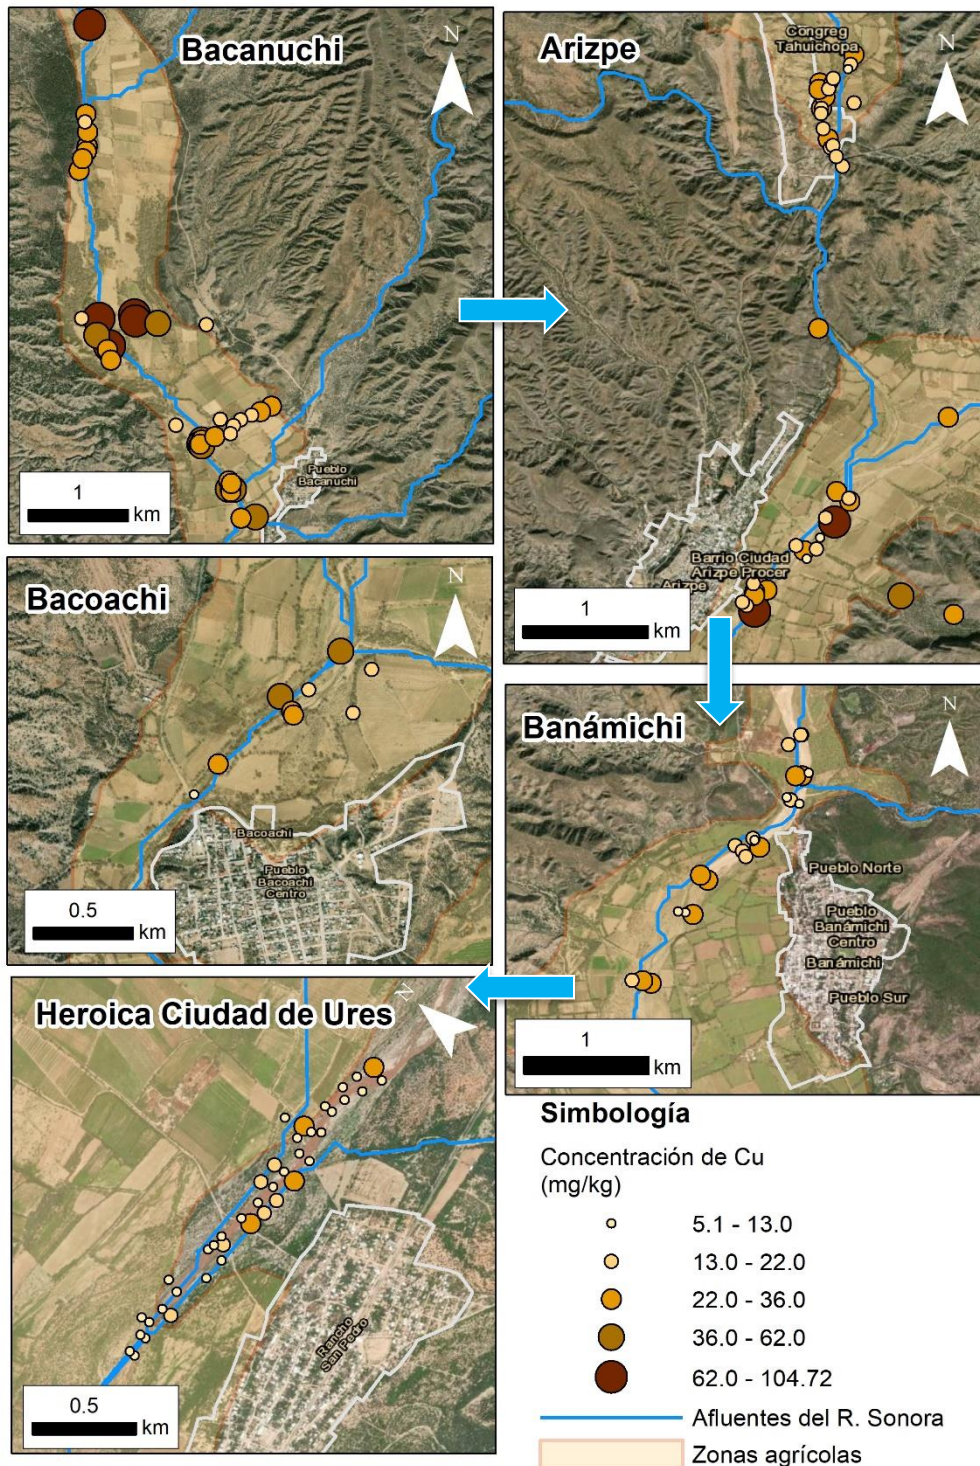 Bacanuchi
N
Pueblo
Bacanuchi
1
km
Arizpe
N
Congreg
Tahuichopa
Barrio Ciudad
Arizpe Procer
Arizpe
1
km
Bacoachi
N
Bacoachi
Pueblo
Bacoachi
Centro
0.5
km
Banámichi
N
Pueblo Norte
Pueblo
Banámichi
Centro
Banámichi
Pueblo Sur
1
km
Heroica Ciudad de Ures
N
Rancho
San Pedro
0.5
km
Simbología
Concentración de Cu
(mg/kg)
5.1 - 13.0
13.0 - 22.0
22.0 - 36.0
36.0 - 62.0
62.0 - 104.72
Afluentes del R. Sonora
Zonas agrícolas